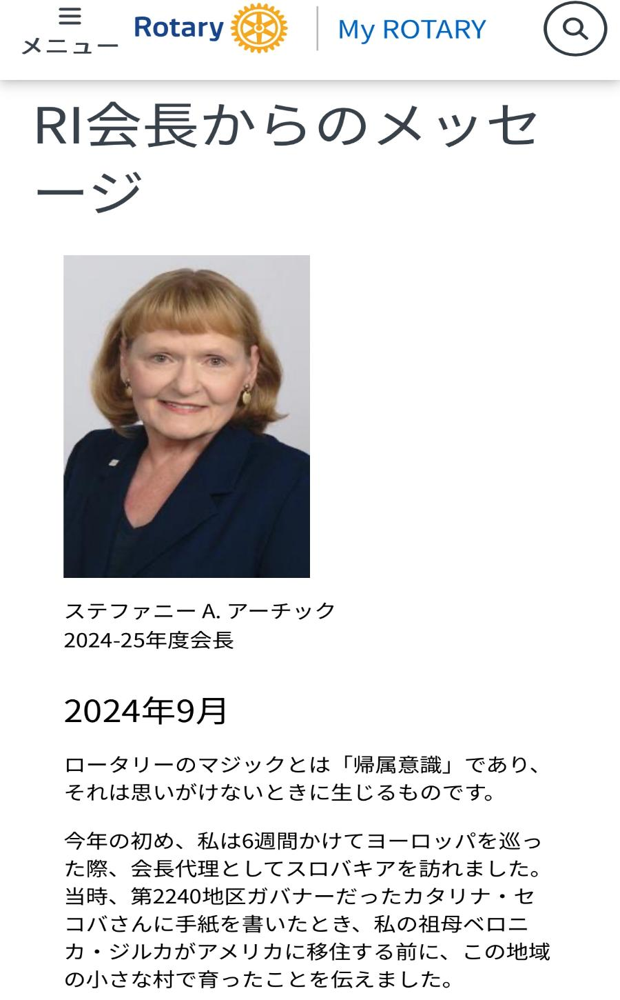 メニュー
Rotary
My ROTARY
RI会長からのメッセ
ージ
ステファニー A. アーチック
2024-25年度会長
2024年9月
ロータリーのマジックとは「帰属意識」であり、
それは思いがけないときに生じるものです。
今年の初め、私は6週間かけてヨーロッパを巡っ
た際、会長代理としてスロバキアを訪れました。
当時、第2240地区ガバナーだったカタリナ・セ
コバさんに手紙を書いたとき、私の祖母ベロニ
カ・ジルカがアメリカに移住する前に、この地域
の小さな村で育ったことを伝えました。